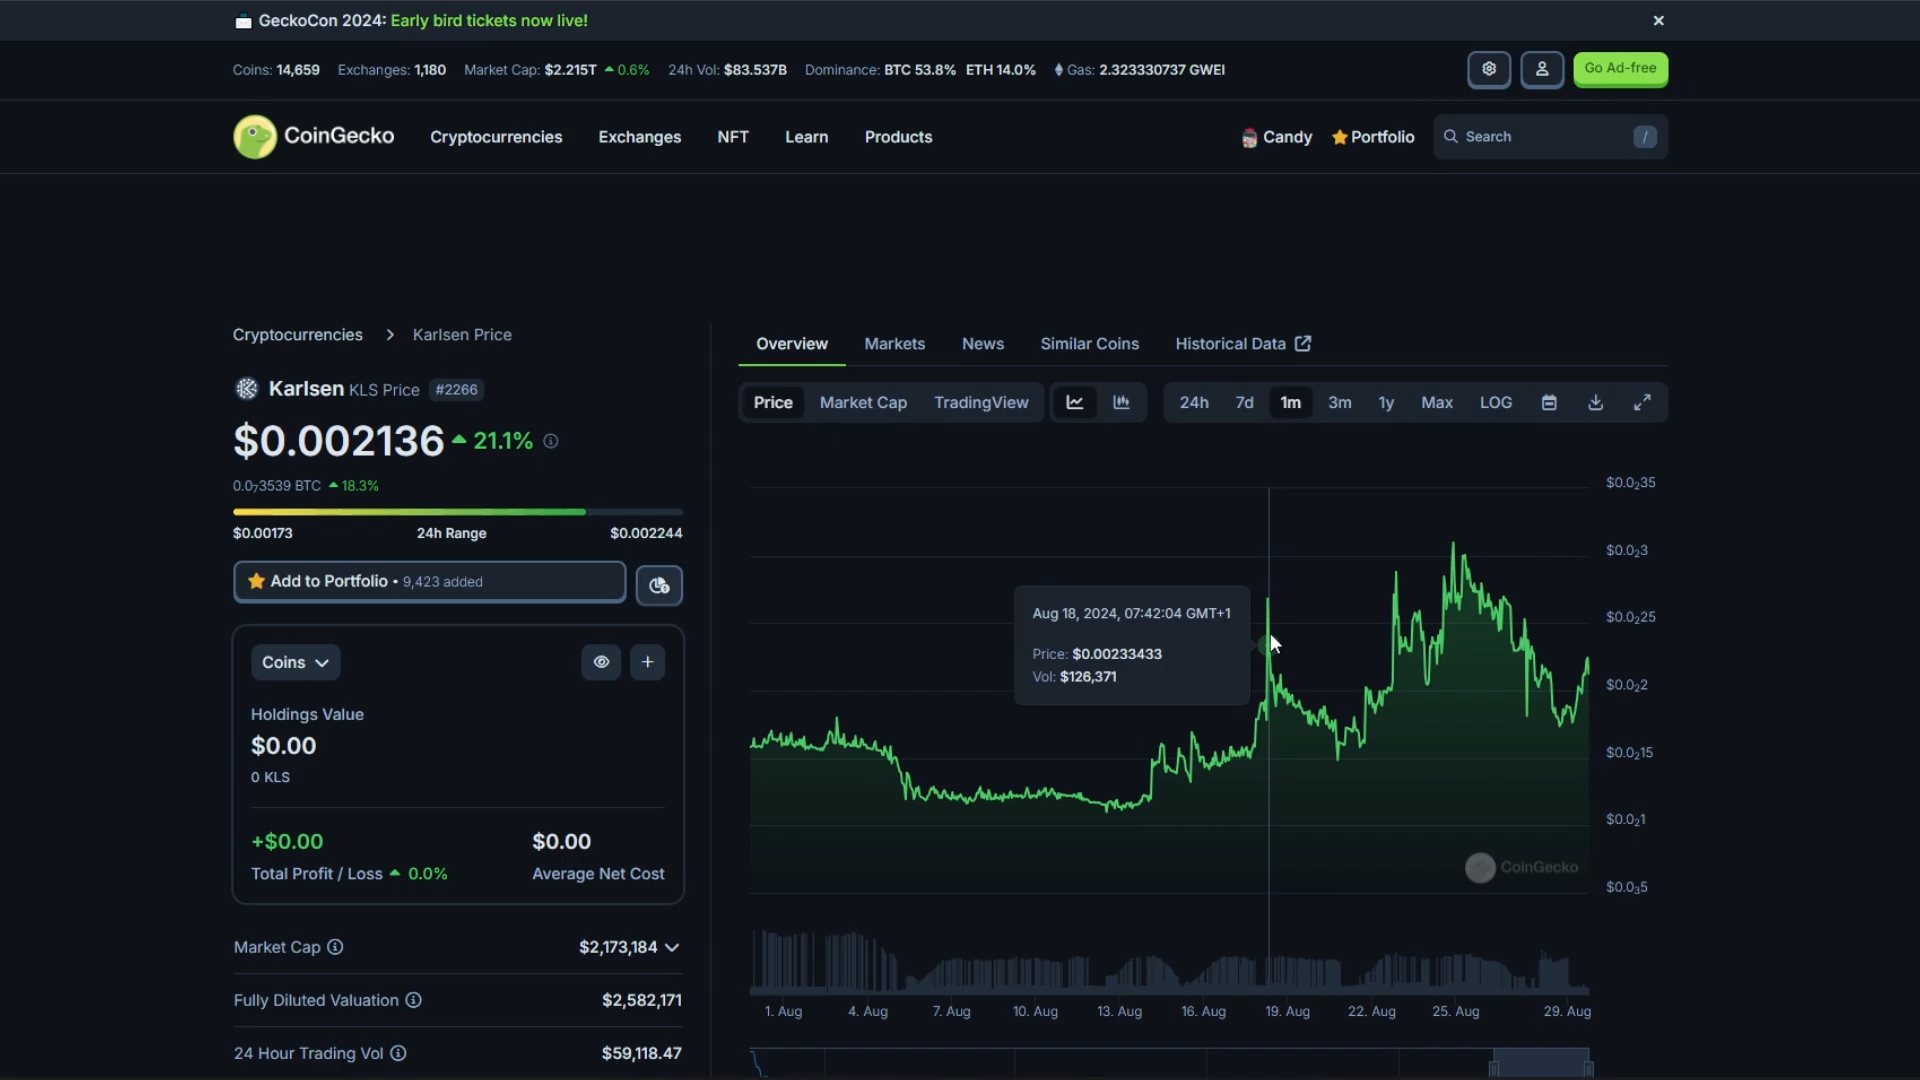 GeckoCon 2024: Early bird tickets now live!
Coins: 14,659 Exchanges: 1,180 Market Cap: $2.215T 0.6% 24h Vol: $83.537B Dominance: BTC 53.8% ETH 14.0% Gas: 2.323330737 GWEI
Go Ad-free
CoinGecko Cryptocurrencies Exchanges NFT Learn Products Candy Portfolio Search /
Cryptocurrencies > Karlsen Price
Overview Markets News Similar Coins Historical Data
Karlsen KLS Price #2266
Price Market Cap TradingView 24h 7d 1m 3m 1y Max LOG
$0.002136 21.1%
0.0₇3539 BTC 18.3%
$0.00173 24h Range $0.002244
Add to Portfolio • 9,423 added
Coins
Holdings Value
$0.00
0 KLS
+$0.00 $0.00
Total Profit / Loss 0.0% Average Net Cost
Market Cap $2,173,184
Fully Diluted Valuation $2,582,171
24 Hour Trading Vol $59,118.47
$0.0₂35
$0.0₂3
$0.0₂25
$0.0₂2
$0.0₂15
$0.0₂1
$0.0₃5
Aug 18, 2024, 07:42:04 GMT+1
Price: $0.00233433
Vol: $126,371
CoinGecko
1. Aug 4. Aug 7. Aug 10. Aug 13. Aug 16. Aug 19. Aug 22. Aug 25. Aug 29. Aug